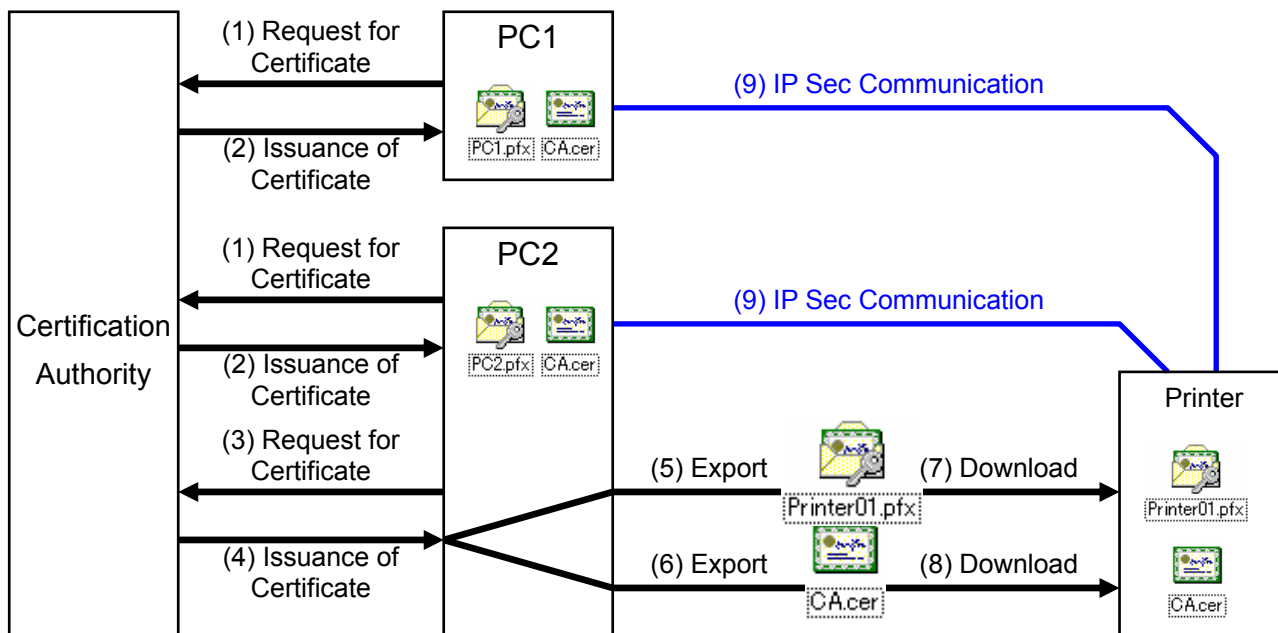 Certification
Authority
(1) Request for
Certificate
(2) Issuance of
Certificate
PC1
PC1.pfx
CA.cer
(9) IP Sec Communication
(1) Request for
Certificate
(2) Issuance of
Certificate
PC2
PC2.pfx
CA.cer
(9) IP Sec Communication
(3) Request for
Certificate
(4) Issuance of
Certificate
(5) Export
Printer01.pfx
(7) Download
(6) Export
CA.cer
(8) Download
Printer
Printer01.pfx
CA.cer